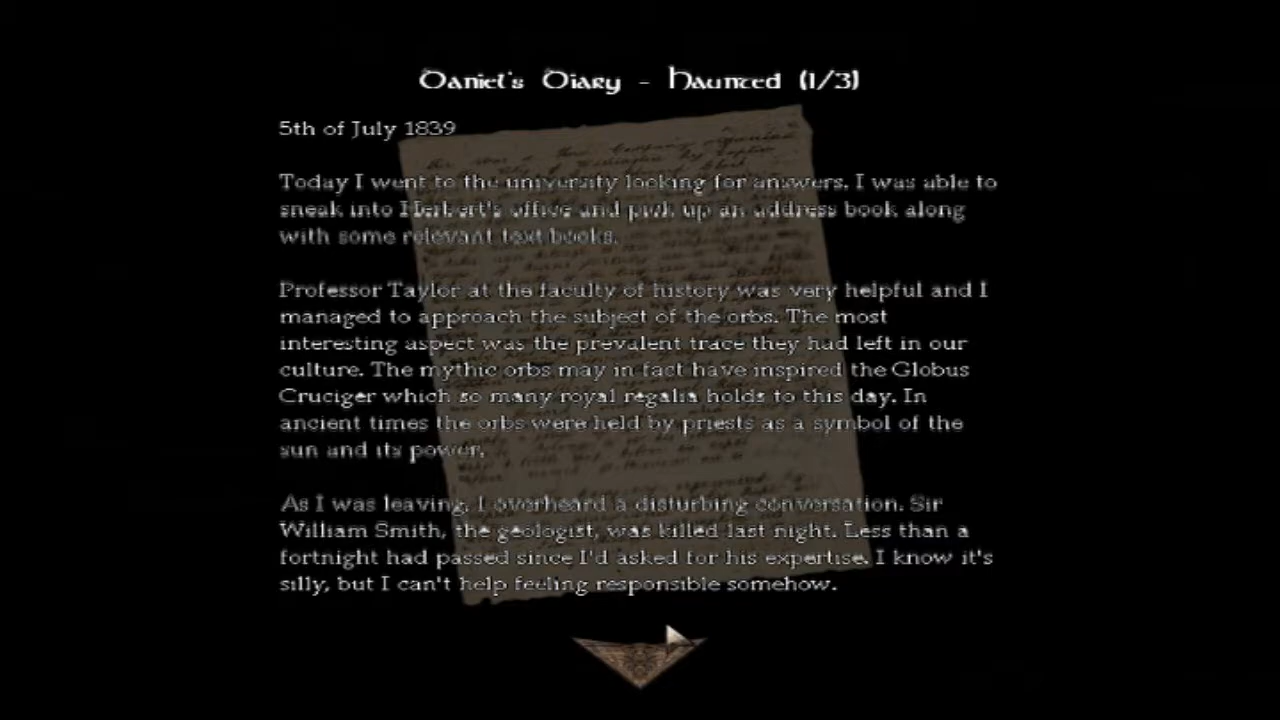 Daniel's Diary - Haunted (1/3)
5th of July 1839
Today I went to the university looking for answers. I was able to
sneak into Herbert's office and pick up an address book along
with some relevant text books.
Professor Taylor at the faculty of history was very helpful and I
managed to approach the subject of the orbs. The most
interesting aspect was the prevalent trace they had left in our
culture. The mythic orbs may in fact have inspired the Globus
Cruciger which so many royal regalia holds to this day. In
ancient times the orbs were held by priests as a symbol of the
sun and its power.
As I was leaving, I overheard a disturbing conversation. Sir
William Smith, the geologist, was killed last night. Less than a
fortnight had passed since I'd asked for his expertise. I know it's
silly, but I can't help feeling responsible somehow.